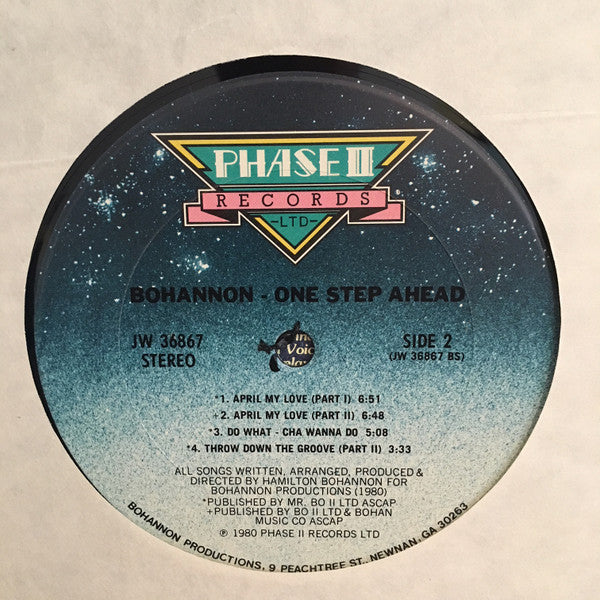 PHASE II
RECORDS
-LTD-
®
BOHANNON - ONE STEP AHEAD
JW 36867
STEREO
SIDE 2
(JW 36867 BS)
in
Voic
*1. APRIL MY LOVE (PART I) 6:51
+2. APRIL MY LOVE (PART II) 6:48
*3. DO WHAT - CHA WANNA DO 5:08
*4. THROW DOWN THE GROOVE (PART II) 3:33
ALL SONGS WRITTEN, ARRANGED, PRODUCED &
DIRECTED BY HAMILTON BOHANNON FOR
BOHANNON PRODUCTIONS (1980)
*PUBLISHED BY MR. BO II LTD ASCAP
+PUBLISHED BY BO II LTD & BOHAN
MUSIC CO ASCAP
℗ 1980 PHASE II RECORDS LTD
BOHANNON PRODUCTIONS, 9 PEACHTREE ST., NEWNAN, GA 30263